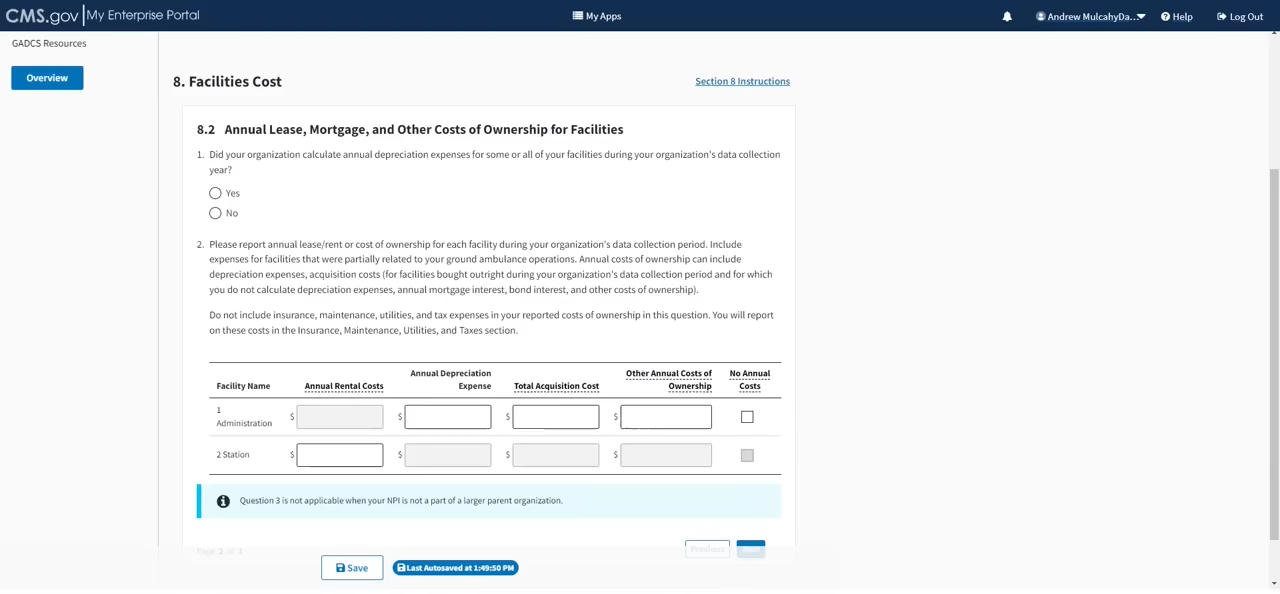 CMS.gov My Enterprise Portal
My Apps
Andrew MulcahyDa...
Help
Log Out
GADCS Resources
Overview
8. Facilities Cost
Section 8 Instructions
8.2 Annual Lease, Mortgage, and Other Costs of Ownership for Facilities
1. Did your organization calculate annual depreciation expenses for some or all of your facilities during your organization's data collection
year?
Yes
No
2. Please report annual lease/rent or cost of ownership for each facility during your organization's data collection period. Include
expenses for facilities that were partially related to your ground ambulance operations. Annual costs of ownership can include
depreciation expenses, acquisition costs (for facilities bought outright during your organization's data collection period and for which
you do not calculate depreciation expenses, annual mortgage interest, bond interest, and other costs of ownership).
Do not include insurance, maintenance, utilities, and tax expenses in your reported costs of ownership in this question. You will report
on these costs in the Insurance, Maintenance, Utilities, and Taxes section.
Annual Depreciation Other Annual Costs of No Annual
Facility Name Annual Rental Costs Expense Total Acquisition Cost Ownership Costs
1
Administration $ $ $ $
2 Station $ $ $ $
Question 3 is not applicable when your NPI is not a part of a larger parent organization.
Previous
Save
Last Autosaved at 1:49:50 PM